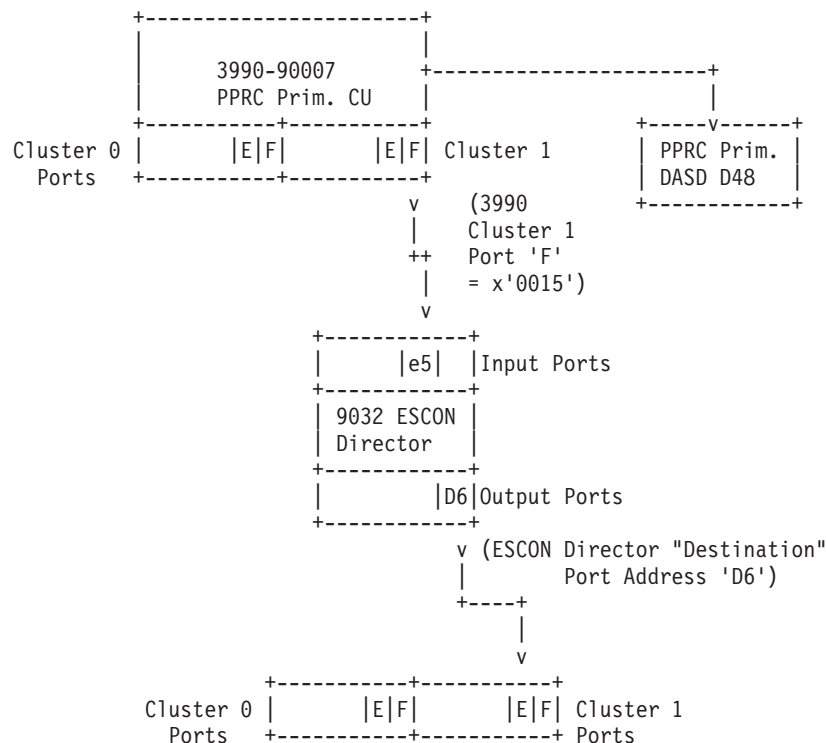 3990-90007
PPRC Prim. CU
Cluster 0 |E|F| |E|F| Cluster 1
Ports
PPRC Prim.
DASD D48
(3990
Cluster 1
Port 'F'
= x'0015')
|e5| |Input Ports
9032 ESCON
Director
|D6|Output Ports
(ESCON Director "Destination"
Port Address 'D6')
Cluster 0 |E|F| |E|F| Cluster 1
Ports Ports